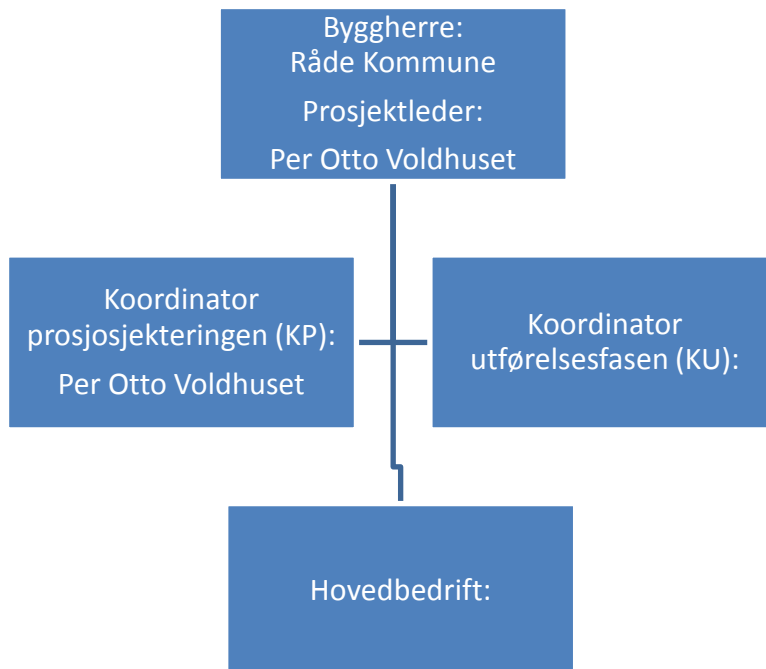 Byggherre:
Råde Kommune
Prosjektleder:
Per Otto Voldhuset
Koordinator
prosjosjekteringen (KP):
Per Otto Voldhuset
Koordinator
utførelsesfasen (KU):
Hovedbedrift: